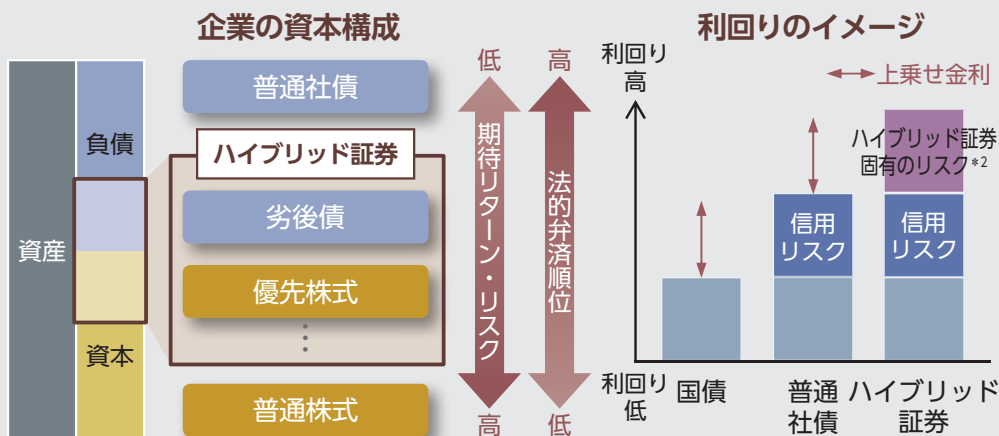 企業の資本構成
資産
負債
資本
普通社債
ハイブリッド証券
劣後債
優先株式
⋮
普通株式
低
期待リターン・リスク
高
高
法的弁済順位
低
利回りのイメージ
利回り
高
上乗せ金利
ハイブリッド証券
固有のリスク*2
信用
リスク
信用
リスク
利回り
低
国債
普通
社債
ハイブリッド
証券